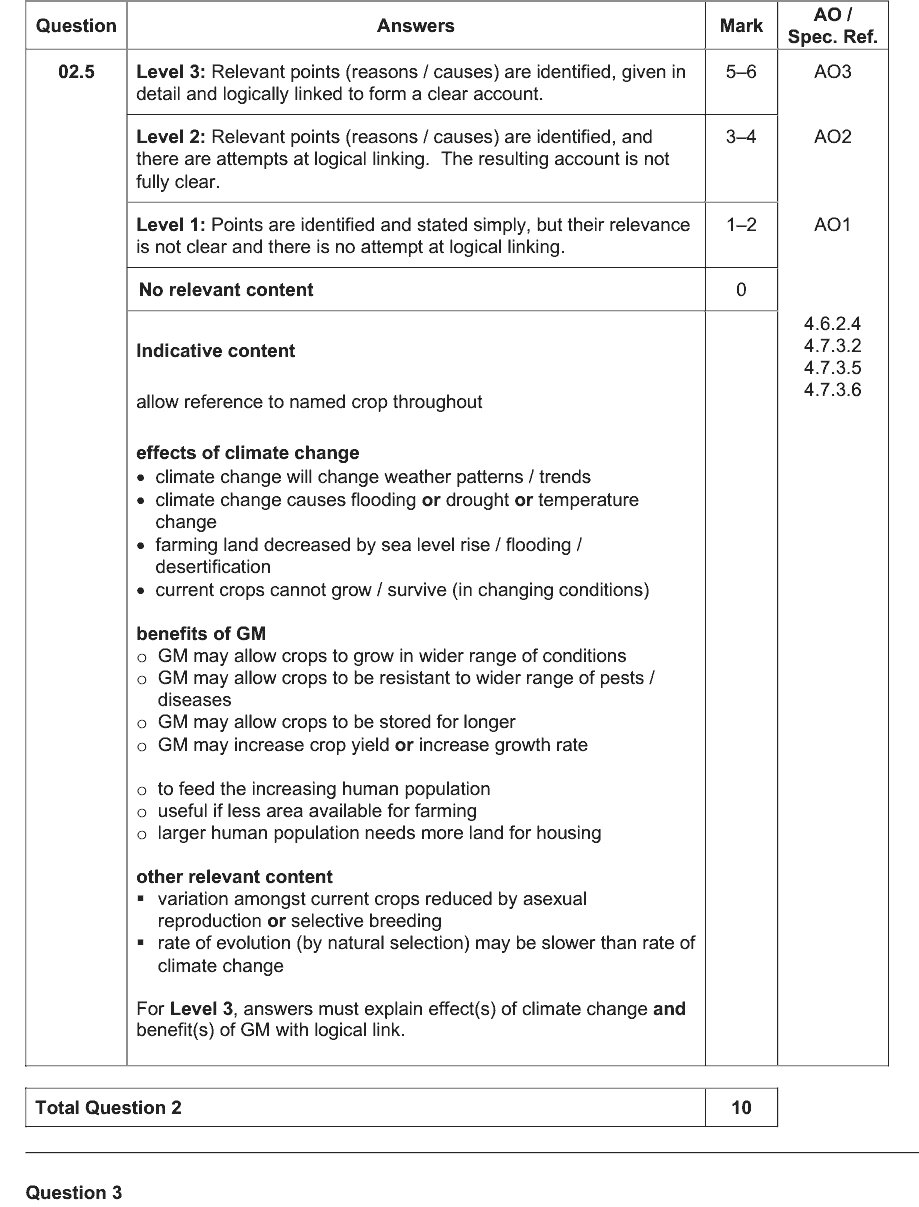 Question Answers Mark AO /
Spec. Ref.
02.5 Level 3: Relevant points (reasons / causes) are identified, given in 5–6 AO3
detail and logically linked to form a clear account.
Level 2: Relevant points (reasons / causes) are identified, and 3–4 AO2
there are attempts at logical linking. The resulting account is not
fully clear.
Level 1: Points are identified and stated simply, but their relevance 1–2 AO1
is not clear and there is no attempt at logical linking.
No relevant content 0
4.6.2.4
4.7.3.2
4.7.3.5
4.7.3.6
Indicative content
allow reference to named crop throughout
effects of climate change
• climate change will change weather patterns / trends
• climate change causes flooding or drought or temperature
change
• farming land decreased by sea level rise / flooding /
desertification
• current crops cannot grow / survive (in changing conditions)
benefits of GM
o GM may allow crops to grow in wider range of conditions
o GM may allow crops to be resistant to wider range of pests /
diseases
o GM may allow crops to be stored for longer
o GM may increase crop yield or increase growth rate
o to feed the increasing human population
o useful if less area available for farming
o larger human population needs more land for housing
other relevant content
▪ variation amongst current crops reduced by asexual
reproduction or selective breeding
▪ rate of evolution (by natural selection) may be slower than rate of
climate change
For Level 3, answers must explain effect(s) of climate change and
benefit(s) of GM with logical link.
Total Question 2 10
Question 3